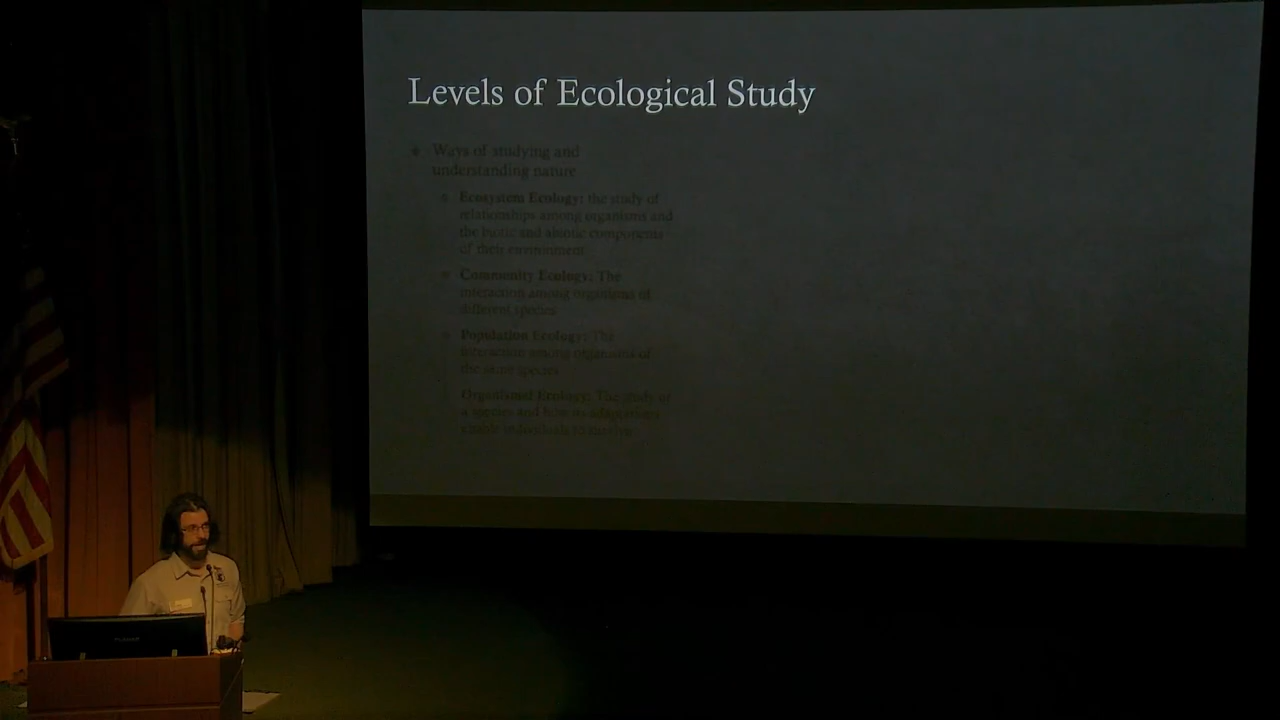 Levels of Ecological Study
Ways of studying and
understanding nature
Ecosystem Ecology: the study of
relationships among organisms and
the biotic and abiotic components
of their environment
Community Ecology: The
interaction among organisms of
different species
Population Ecology: The
interaction among organisms of
the same species
Organismal Ecology: The study of
a species and how its adaptations
enable individuals to survive
PLANAR